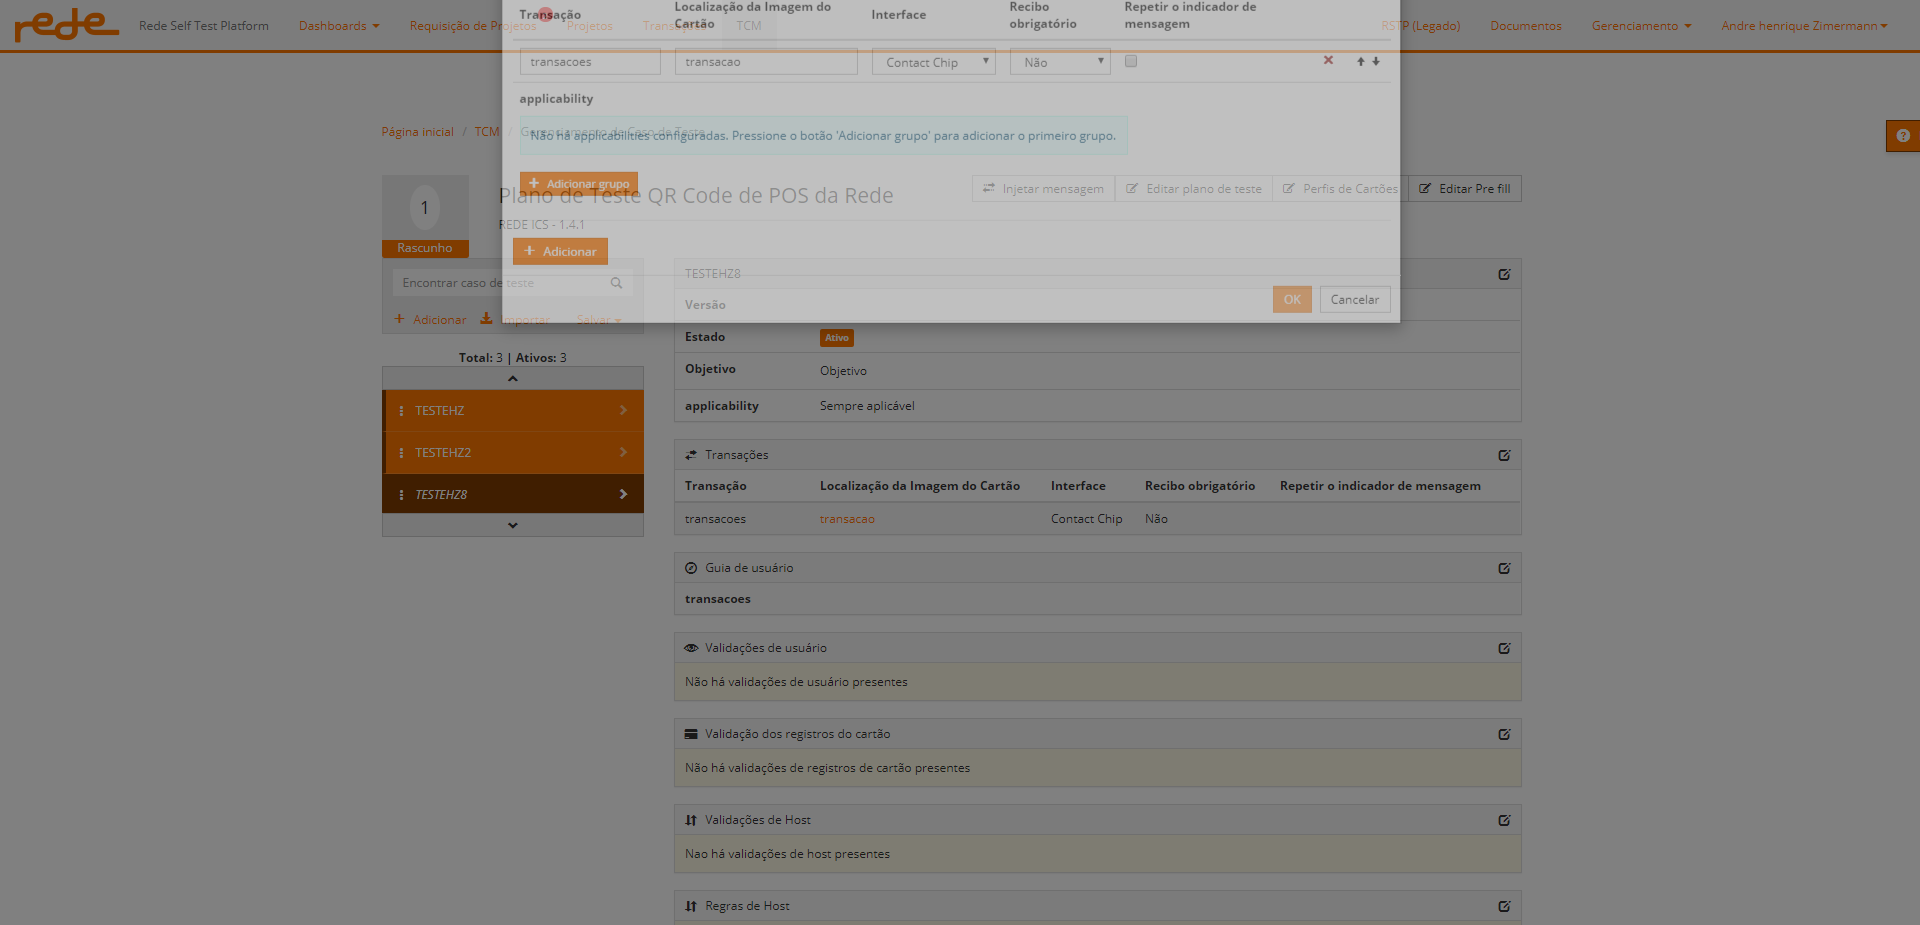 rede
Rede Self Test Platform
Dashboards
Requisição de Projetos
Projetos
Transações
TCM
RSTP (Legado)
Documentos
Gerenciamento
Andre henrique Zimermann
Transação
Localização da Imagem do Cartão
Interface
Recibo obrigatório
Repetir o indicador de mensagem
transacoes
transacao
Contact Chip
Não
applicability
Página inicial / TCM / Gerenciamento de Caso de Teste
Não há applicabilities configuradas. Pressione o botão 'Adicionar grupo' para adicionar o primeiro grupo.
Adicionar grupo
1
Rascunho
Plano de Teste QR Code de POS da Rede
REDE ICS - 1.4.1
Injetar mensagem
Editar plano de teste
Perfis de Cartões
Editar Pre fill
Adicionar
OK
Cancelar
Encontrar caso de teste
Adicionar
Importar
Salvar
Total: 3 | Ativos: 3
TESTEHZ
TESTEHZ2
TESTEHZ8
TESTEHZ8
Versão
Estado
Ativo
Objetivo
Objetivo
applicability
Sempre aplicável
Transações
Transação
Localização da Imagem do Cartão
Interface
Recibo obrigatório
Repetir o indicador de mensagem
transacoes
transacao
Contact Chip
Não
Guia de usuário
transacoes
Validações de usuário
Não há validações de usuário presentes
Validação dos registros do cartão
Não há validações de registros de cartão presentes
Validações de Host
Nao há validações de host presentes
Regras de Host